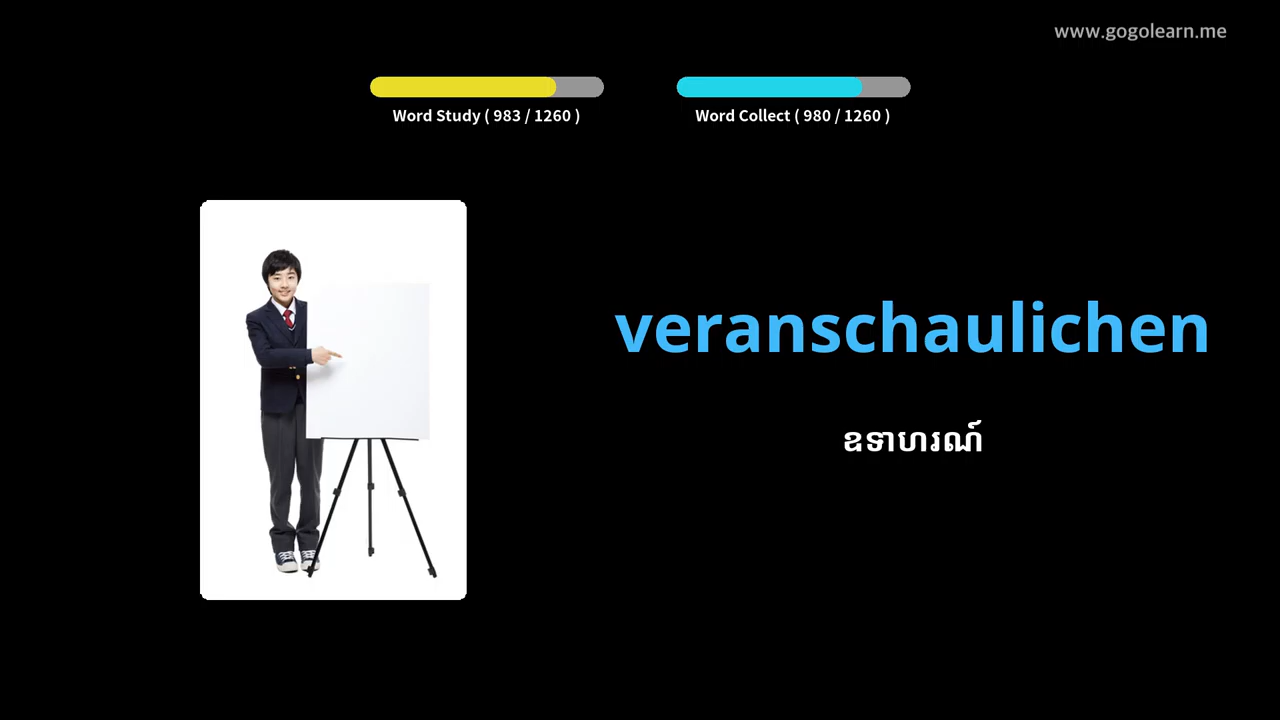 www.gogolearn.me
Word Study ( 983 / 1260 )
Word Collect ( 980 / 1260 )
veranschaulichen
ឧទាហរណ៍